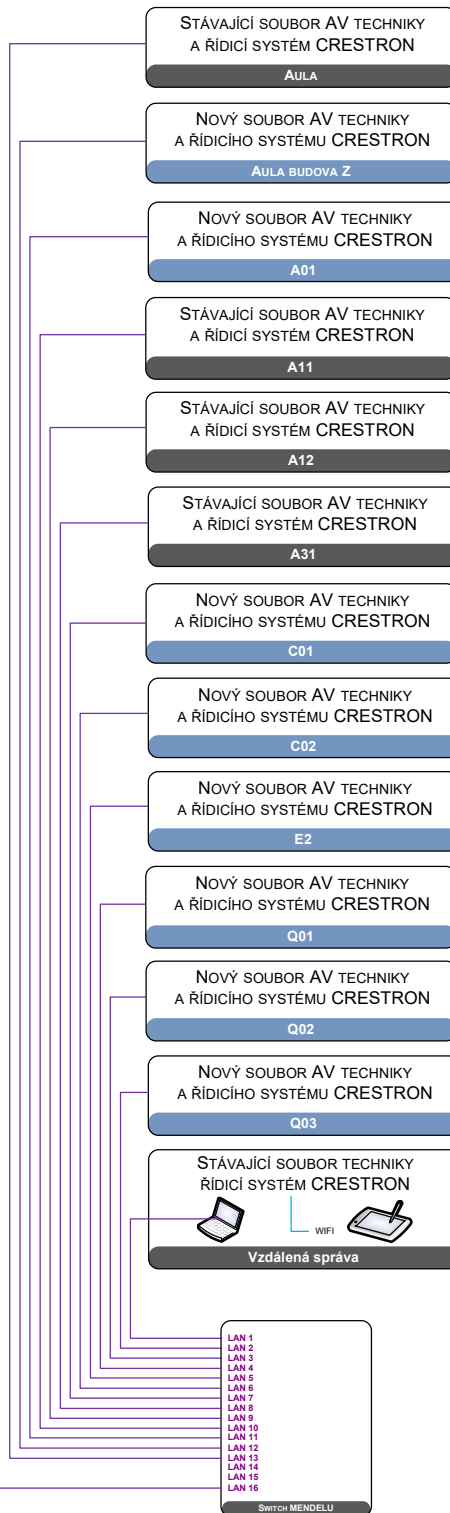 Stávající soubor AV techniky
a řídicí systém CRESTRON
Aula
Nový soubor AV techniky
a řídicího systému CRESTRON
Aula budova Z
Nový soubor AV techniky
a řídicího systému CRESTRON
A01
Stávající soubor AV techniky
a řídicí systém CRESTRON
A11
Stávající soubor AV techniky
a řídicí systém CRESTRON
A12
Stávající soubor AV techniky
a řídicí systém CRESTRON
A31
Nový soubor AV techniky
a řídicího systému CRESTRON
C01
Nový soubor AV techniky
a řídicího systému CRESTRON
C02
Nový soubor AV techniky
a řídicího systému CRESTRON
E2
Nový soubor AV techniky
a řídicího systému CRESTRON
Q01
Nový soubor AV techniky
a řídicího systému CRESTRON
Q02
Nový soubor AV techniky
a řídicího systému CRESTRON
Q03
Stávající soubor techniky
řídicí systém CRESTRON
WIFI
Vzdálená správa
LAN 1
LAN 2
LAN 3
LAN 4
LAN 5
LAN 6
LAN 7
LAN 8
LAN 9
LAN 10
LAN 11
LAN 12
LAN 13
LAN 14
LAN 15
LAN 16
Switch MENDELU